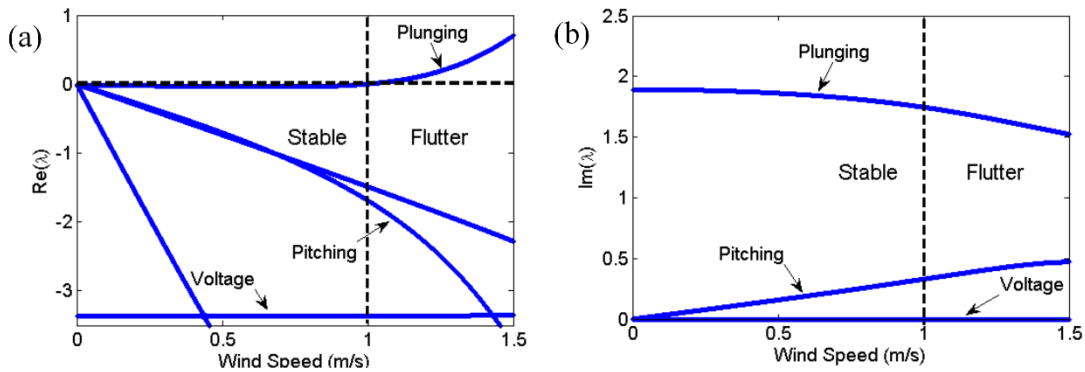 (a)
1
0
-1
-2
-3
Re(λ)
Plunging
Stable
Flutter
Pitching
Voltage
0
0.5
1
1.5
Wind Speed (m/s)
(b)
2.5
2
1.5
1
0.5
0
Im(λ)
Plunging
Stable
Flutter
Pitching
Voltage
0
0.5
1
1.5
Wind Speed (m/s)